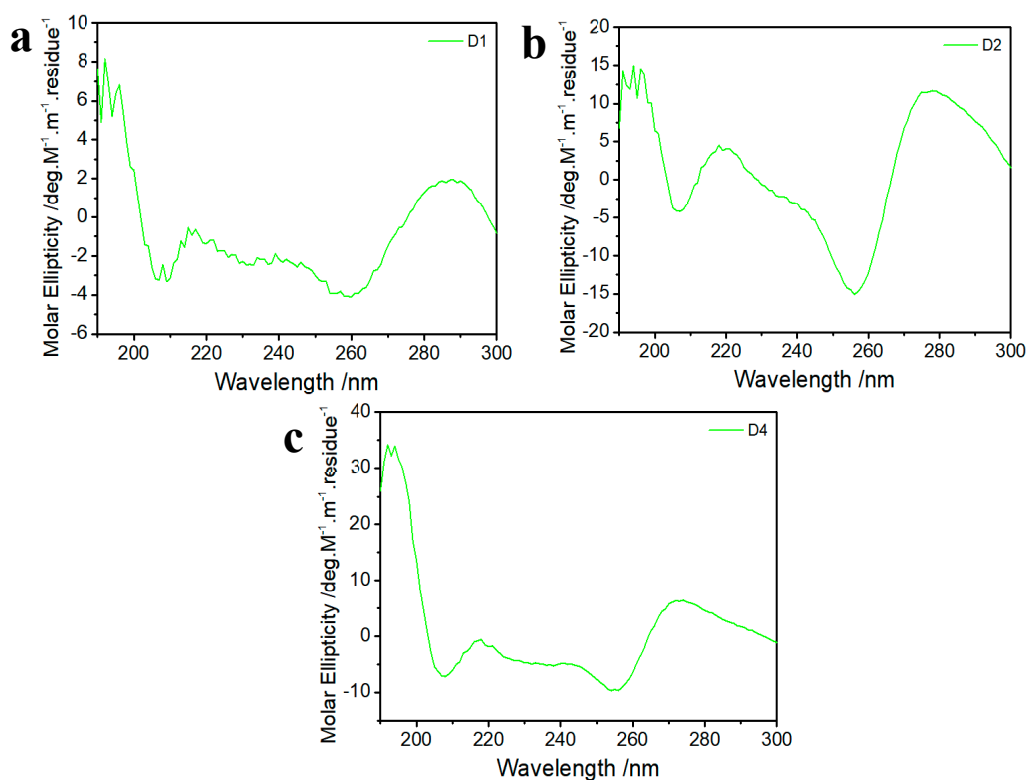 a
D1
Molar Ellipticity /deg.M⁻¹.m⁻¹.residue⁻¹
10
8
6
4
2
0
-2
-4
-6
200 220 240 260 280 300
Wavelength /nm
b
D2
Molar Ellipticity /deg.M⁻¹.m⁻¹.residue⁻¹
20
15
10
5
0
-5
-10
-15
-20
200 220 240 260 280 300
Wavelength /nm
c
D4
Molar Ellipticity /deg.M⁻¹.m⁻¹.residue⁻¹
40
30
20
10
0
-10
200 220 240 260 280 300
Wavelength /nm